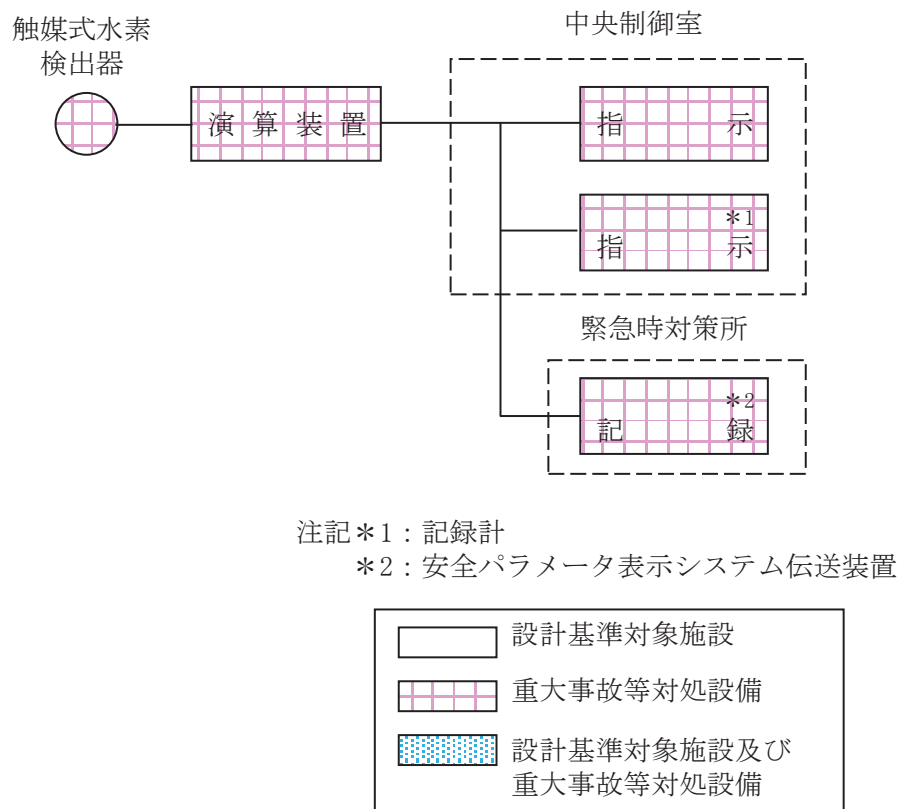 触媒式水素
検出器
中央制御室
演算装置
指示
＊1
指示
緊急時対策所
＊2
記録
注記＊1：記録計
＊2：安全パラメータ表示システム伝送装置
設計基準対象施設
重大事故等対処設備
設計基準対象施設及び
重大事故等対処設備